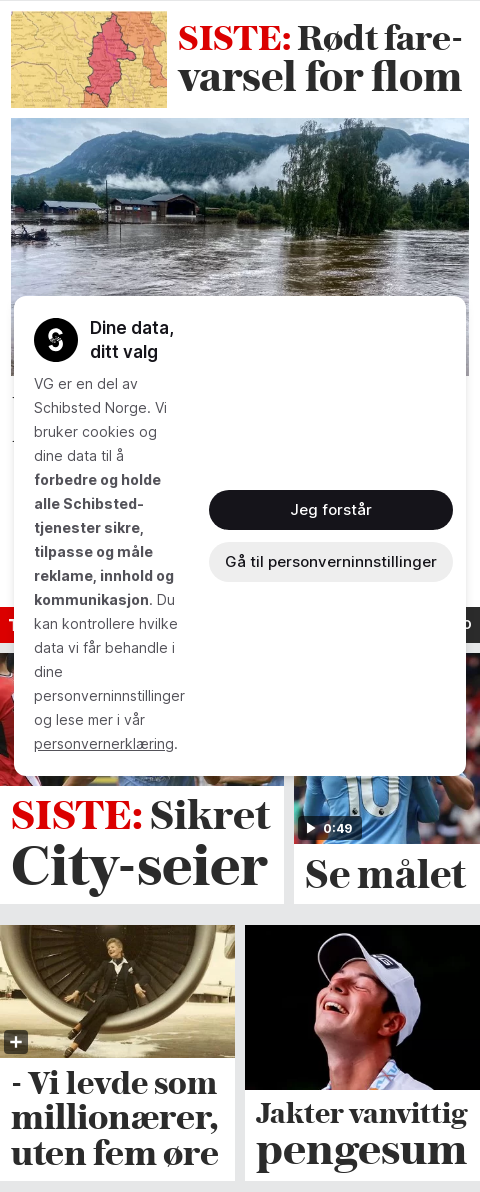 SISTE: Rødt fare-
varsel for flom
Dine data,
ditt valg
VG er en del av
Schibsted Norge. Vi
bruker cookies og
dine data til å
forbedre og holde
alle Schibsted-
tjenester sikre,
tilpasse og måle
reklame, innhold og
kommunikasjon. Du
kan kontrollere hvilke
data vi får behandle i
dine
personverninnstillinger
og lese mer i vår
personvernerklæring.
Jeg forstår
Gå til personverninnstillinger
10
0:49
SISTE: Sikret
City-seier
Se målet
- Vi levde som
millionærer,
uten fem øre
Jakter vanvittig
pengesum